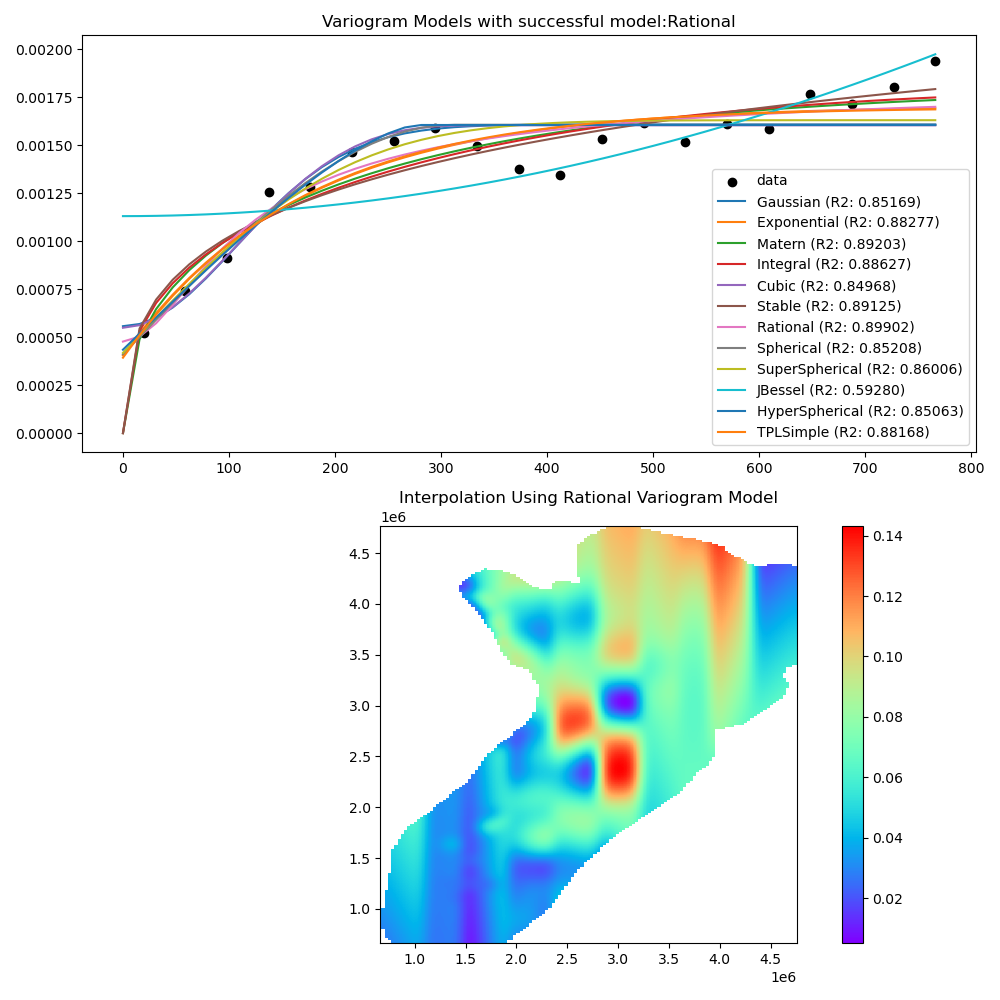 Variogram Models with successful model:Rational
0.00200
0.00175
0.00150
0.00125
0.00100
0.00075
0.00050
0.00025
0.00000
data
Gaussian (R2: 0.85169)
Exponential (R2: 0.88277)
Matern (R2: 0.89203)
Integral (R2: 0.88627)
Cubic (R2: 0.84968)
Stable (R2: 0.89125)
Rational (R2: 0.89902)
Spherical (R2: 0.85208)
SuperSpherical (R2: 0.86006)
JBessel (R2: 0.59280)
HyperSpherical (R2: 0.85063)
TPLSimple (R2: 0.88168)
0 100 200 300 400 500 600 700 800
Interpolation Using Rational Variogram Model
1e6
4.5
4.0
3.5
3.0
2.5
2.0
1.5
1.0
1.0 1.5 2.0 2.5 3.0 3.5 4.0 4.5
1e6
0.14
0.12
0.10
0.08
0.06
0.04
0.02